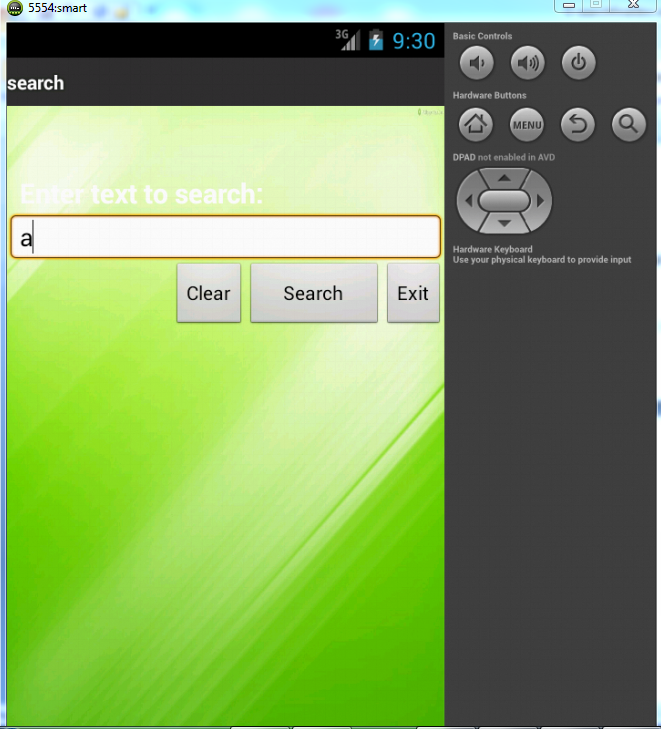 5554:smart
3G
9:30
search
Enter text to search:
a
Clear Search Exit
Basic Controls
Hardware Buttons
MENU
DPAD not enabled in AVD
Hardware Keyboard
Use your physical keyboard to provide input